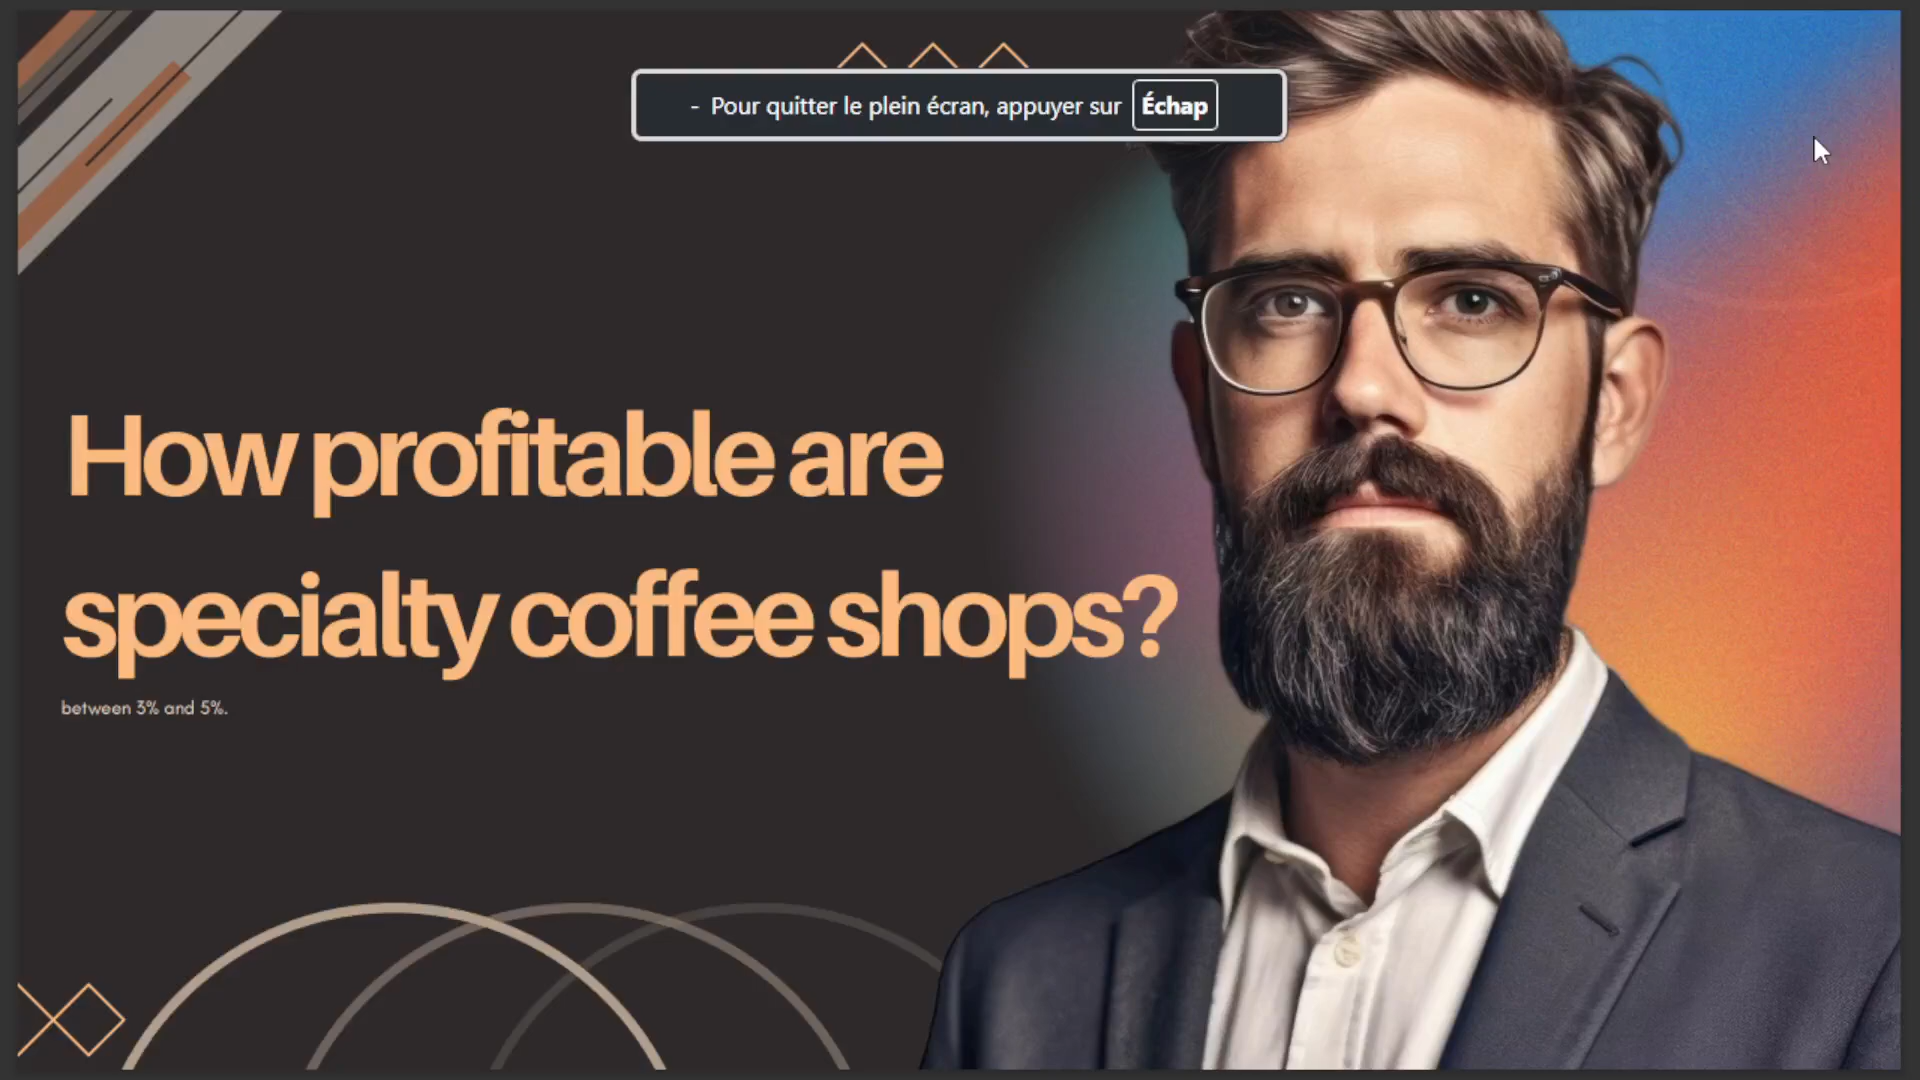 - Pour quitter le plein écran, appuyer sur Échap
How profitable are
specialty coffee shops?
between 3% and 5%.